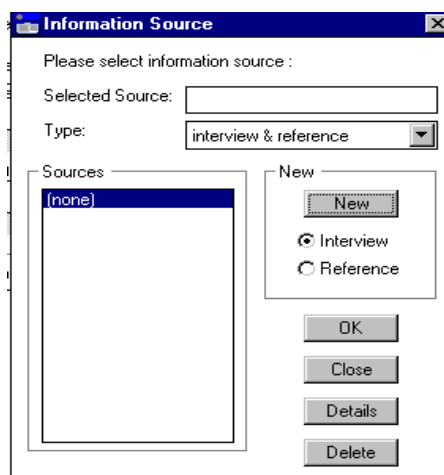 Information Source
Please select information source :
Selected Source:
Type:
interview & reference
Sources
(none)
New
New
Interview
Reference
OK
Close
Details
Delete